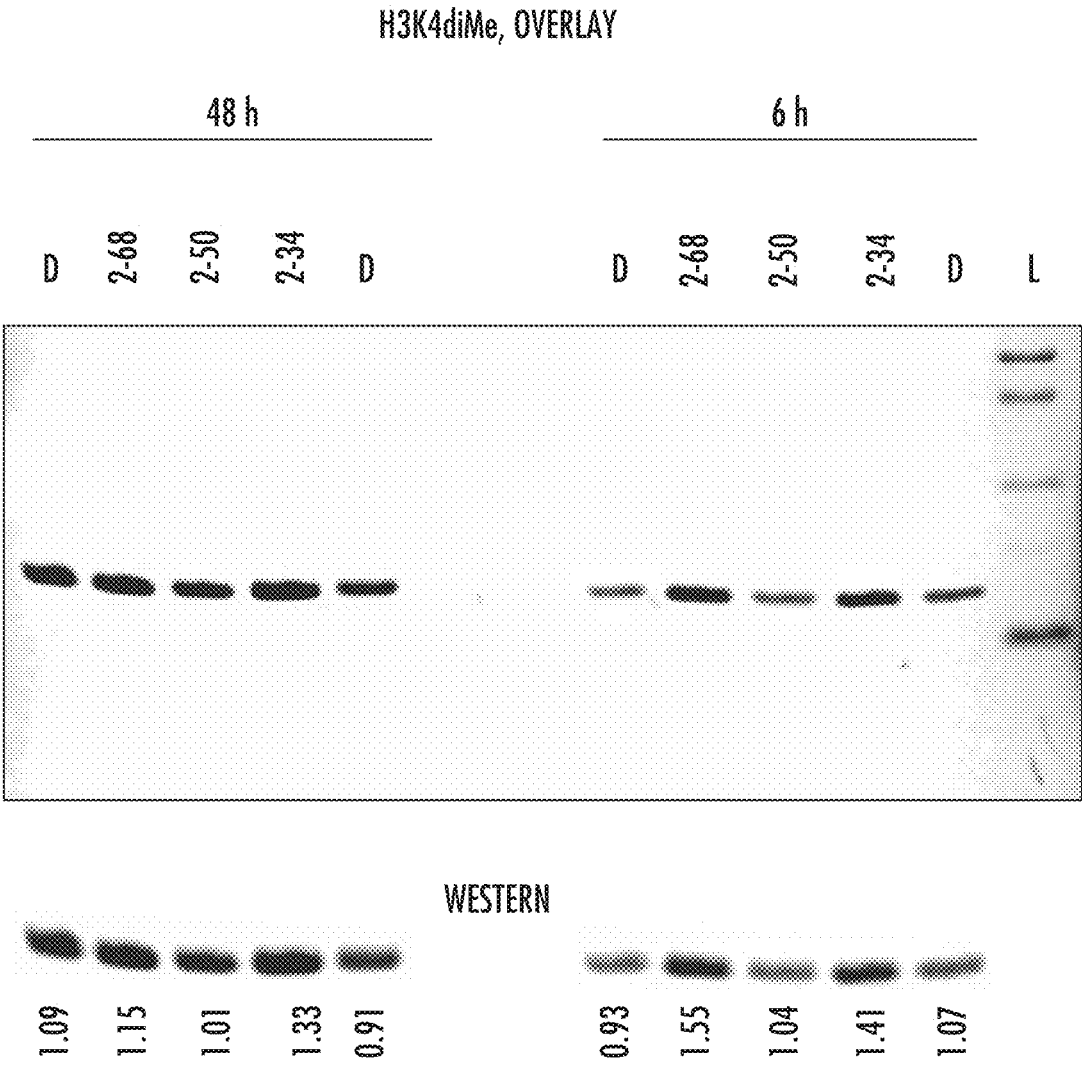 H3K4diMe, OVERLAY
48 h 6 h
D 2-68 2-50 2-34 D D 2-68 2-50 2-34 D L
WESTERN
1.09 1.15 1.01 1.33 0.91 0.93 1.55 1.04 1.41 1.07